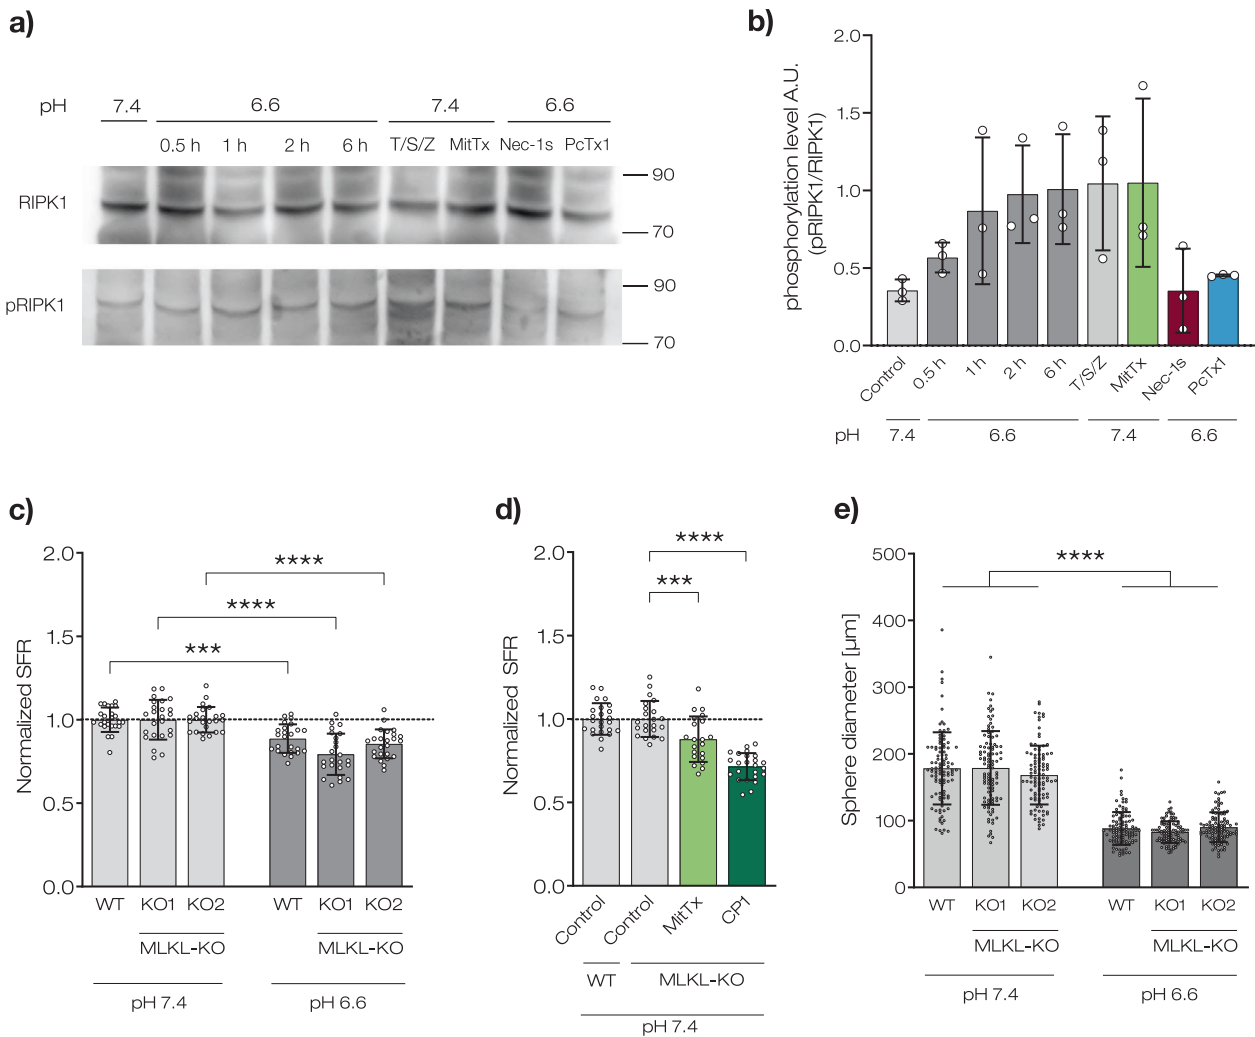 a)
pH
7.4
6.6
7.4
6.6
0.5 h
1 h
2 h
6 h
T/S/Z
MitTx
Nec-1s
PcTx1
RIPK1
90
70
pRIPK1
90
70
b)
phosphorylation level A.U.
(pRIPK1/RIPK1)
2.0
1.5
1.0
0.5
0.0
Control
0.5 h
1 h
2 h
6 h
T/S/Z
MitTx
Nec-1s
PcTx1
pH
7.4
6.6
7.4
6.6
c)
Normalized SFR
2.0
1.5
1.0
0.5
0.0
****
****
***
WT
KO1
KO2
WT
KO1
KO2
MLKL-KO
MLKL-KO
pH 7.4
pH 6.6
d)
Normalized SFR
2.0
1.5
1.0
0.5
0.0
****
***
Control
Control
MitTx
CP1
WT
MLKL-KO
pH 7.4
e)
Sphere diameter [µm]
500
400
300
200
100
0
****
WT
KO1
KO2
WT
KO1
KO2
MLKL-KO
MLKL-KO
pH 7.4
pH 6.6